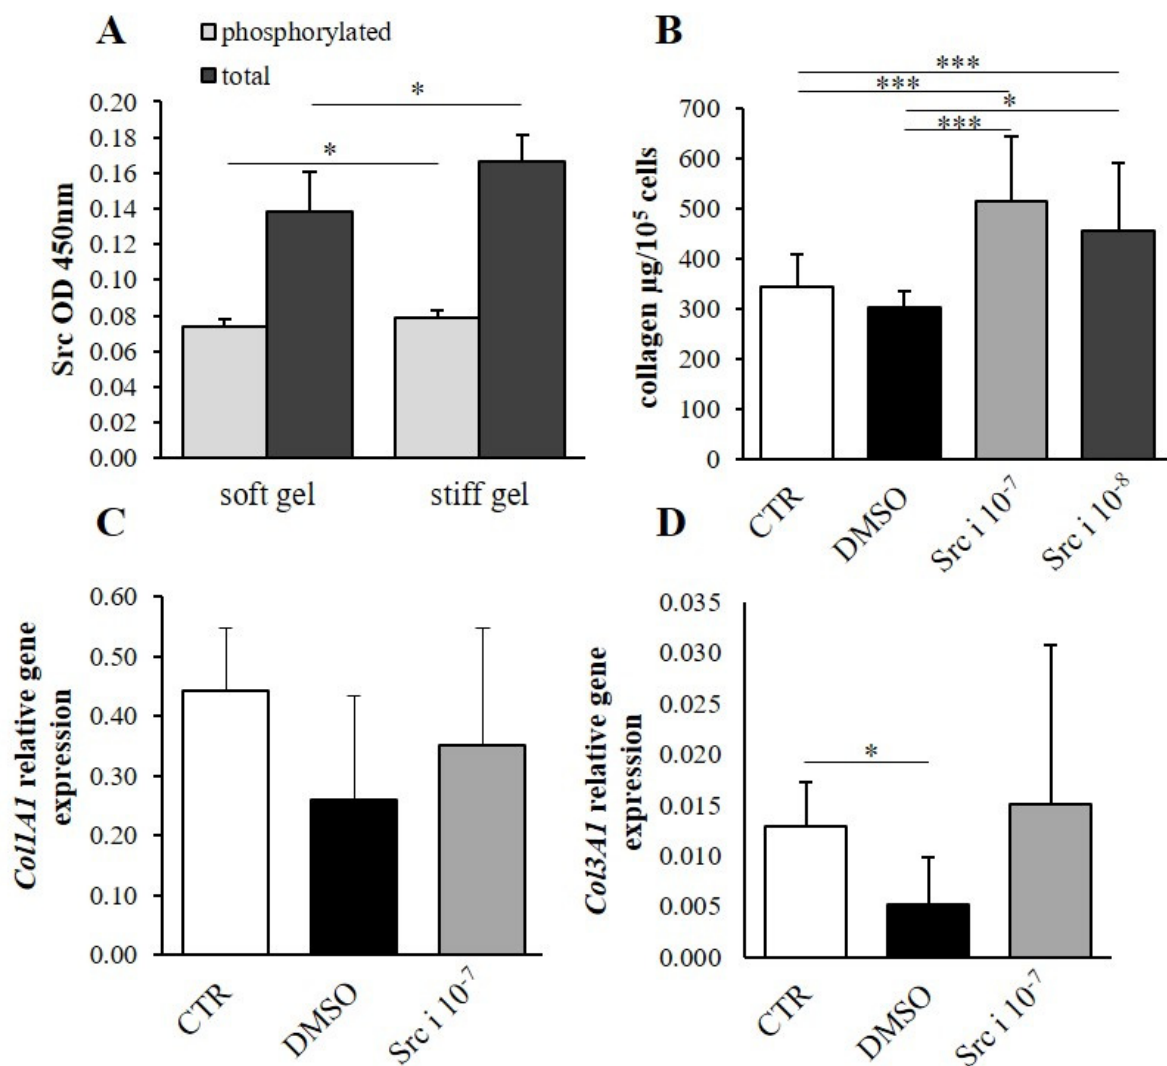 A
phosphorylated
total
Src OD 450nm
0.20
0.18
0.16
0.14
0.12
0.10
0.08
0.06
0.04
0.02
0.00
*
*
soft gel
stiff gel
B
collagen µg/10⁵ cells
700
600
500
400
300
200
100
0
***
***
*
***
CTR
DMSO
Src i 10⁻⁷
Src i 10⁻⁸
C
Col1A1 relative gene
expression
0.60
0.50
0.40
0.30
0.20
0.10
0.00
CTR
DMSO
Src i 10⁻⁷
D
Col3A1 relative gene
expression
0.035
0.030
0.025
0.020
0.015
0.010
0.005
0.000
*
CTR
DMSO
Src i 10⁻⁷